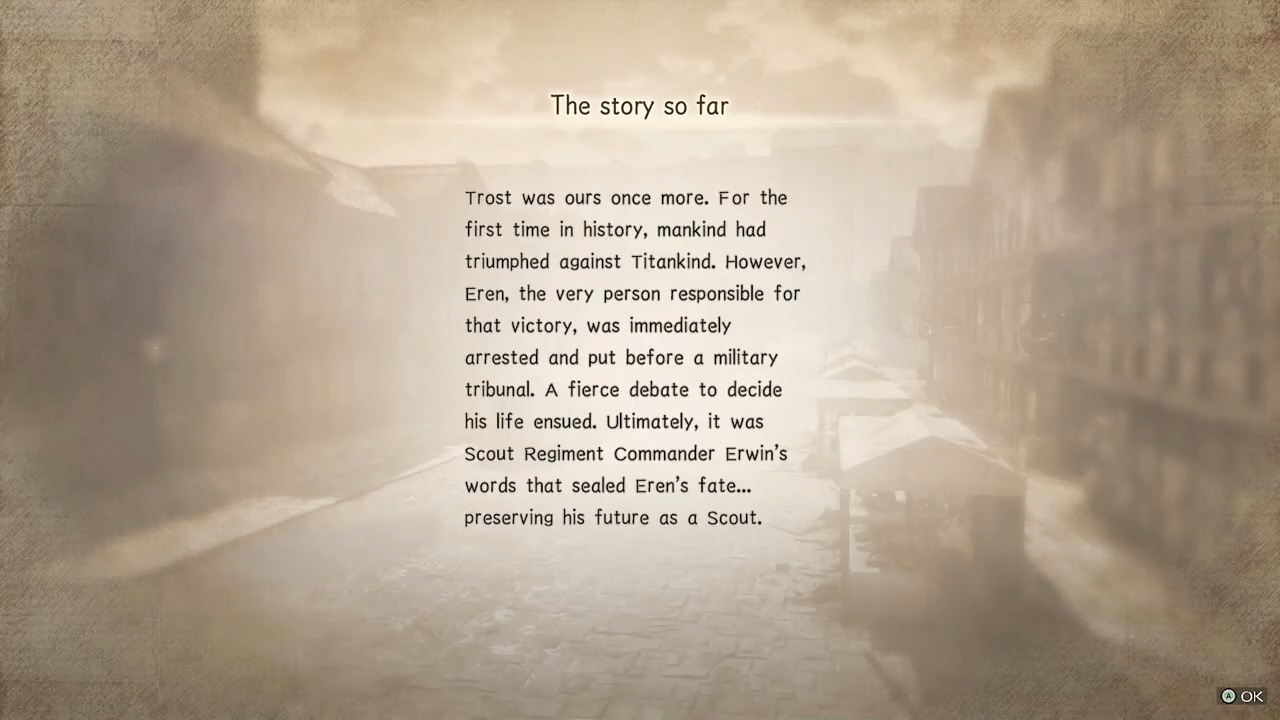 The story so far
Trost was ours once more. For the
first time in history, mankind had
triumphed against Titankind. However,
Eren, the very person responsible for
that victory, was immediately
arrested and put before a military
tribunal. A fierce debate to decide
his life ensued. Ultimately, it was
Scout Regiment Commander Erwin's
words that sealed Eren's fate...
preserving his future as a Scout.
A OK